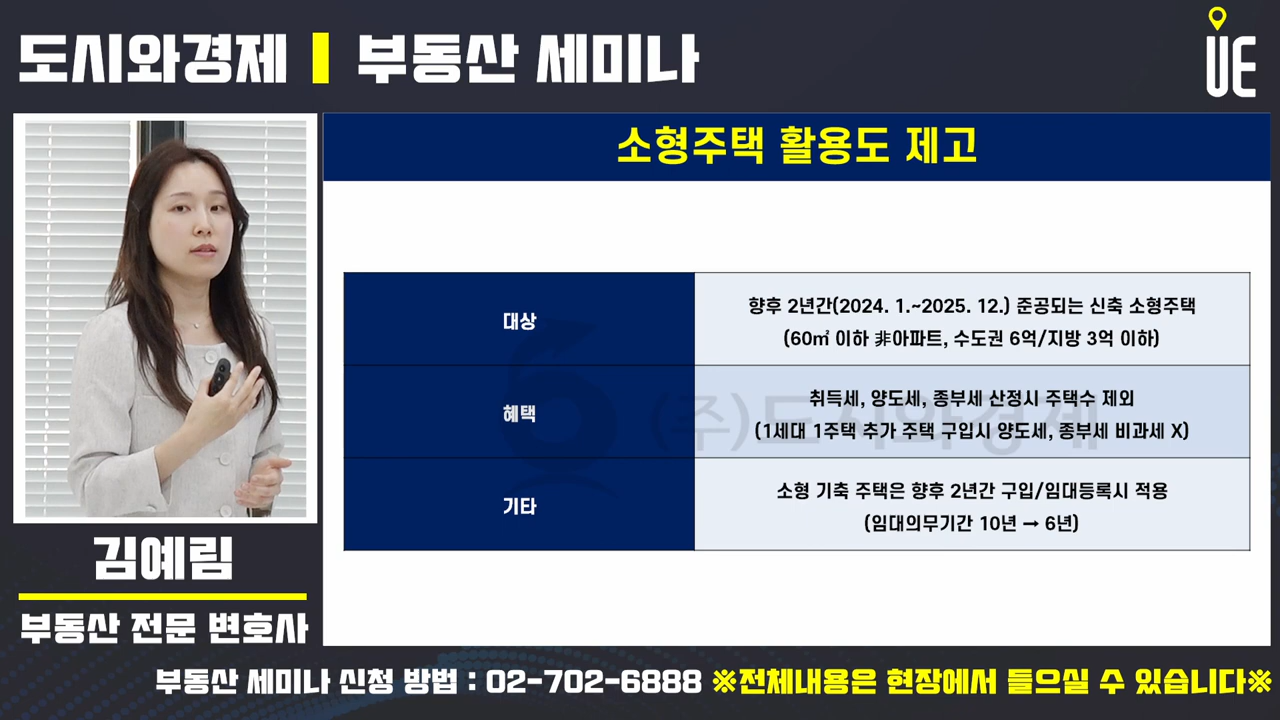 도시와경제 | 부동산 세미나
UE
소형주택 활용도 제고
대상
향후 2년간(2024. 1.~2025. 12.) 준공되는 신축 소형주택
(60㎡ 이하 非아파트, 수도권 6억/지방 3억 이하)
혜택
취득세, 양도세, 종부세 산정시 주택수 제외
(1세대 1주택 추가 주택 구입시 양도세, 종부세 비과세 X)
기타
소형 기축 주택은 향후 2년간 구입/임대등록시 적용
(임대의무기간 10년 → 6년)
(주)도시와경제
김예림
부동산 전문 변호사
부동산 세미나 신청 방법 : 02-702-6888 ※전체내용은 현장에서 들으실 수 있습니다※